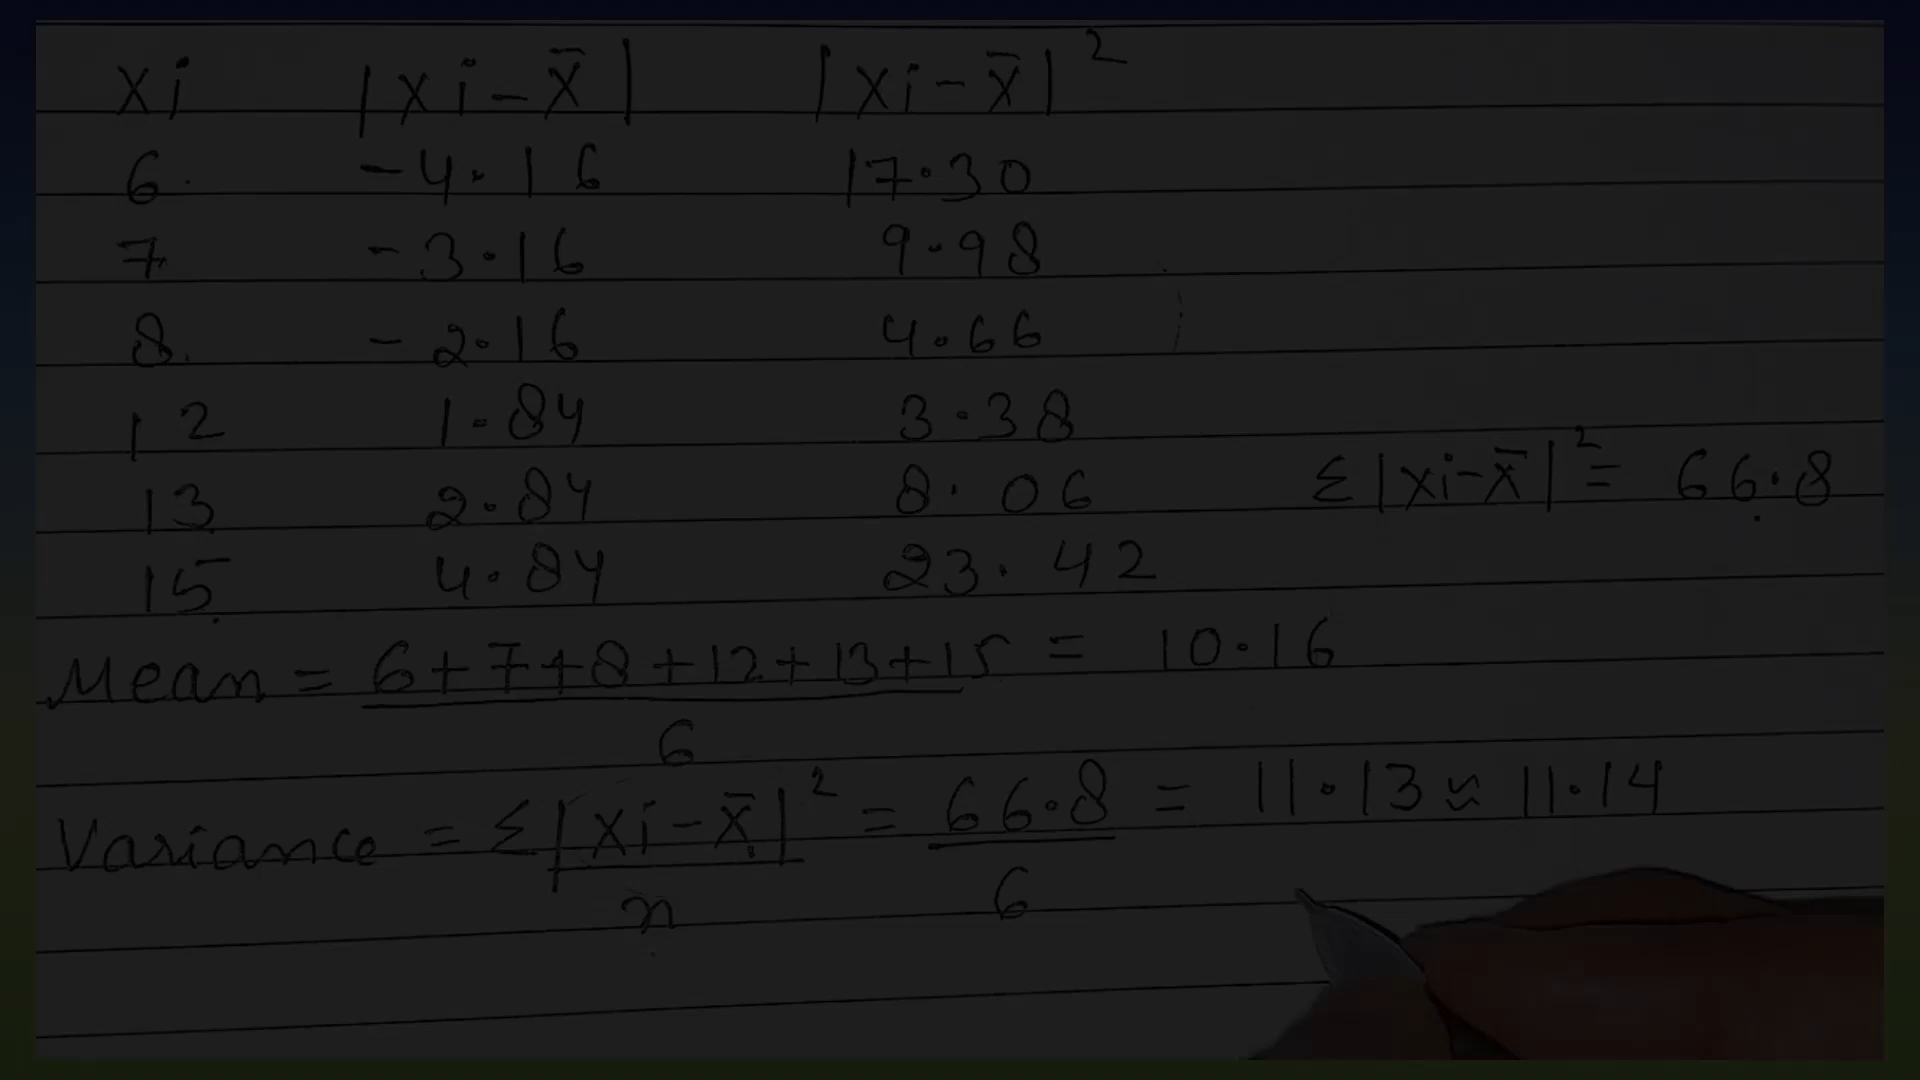 xi |xi-x̄| |xi-x̄|²
6 -4.16 17.30
7 -3.16 9.98
8 -2.16 4.66
12 1.84 3.38
13 2.84 8.06
Σ|xi-x̄|² = 66.8
15 4.84 23.42
Mean = 6+7+8+12+13+15 = 10.16
6
Variance = Σ|xi-x̄|² = 66.8 = 11.13 ≈ 11.14
n 6